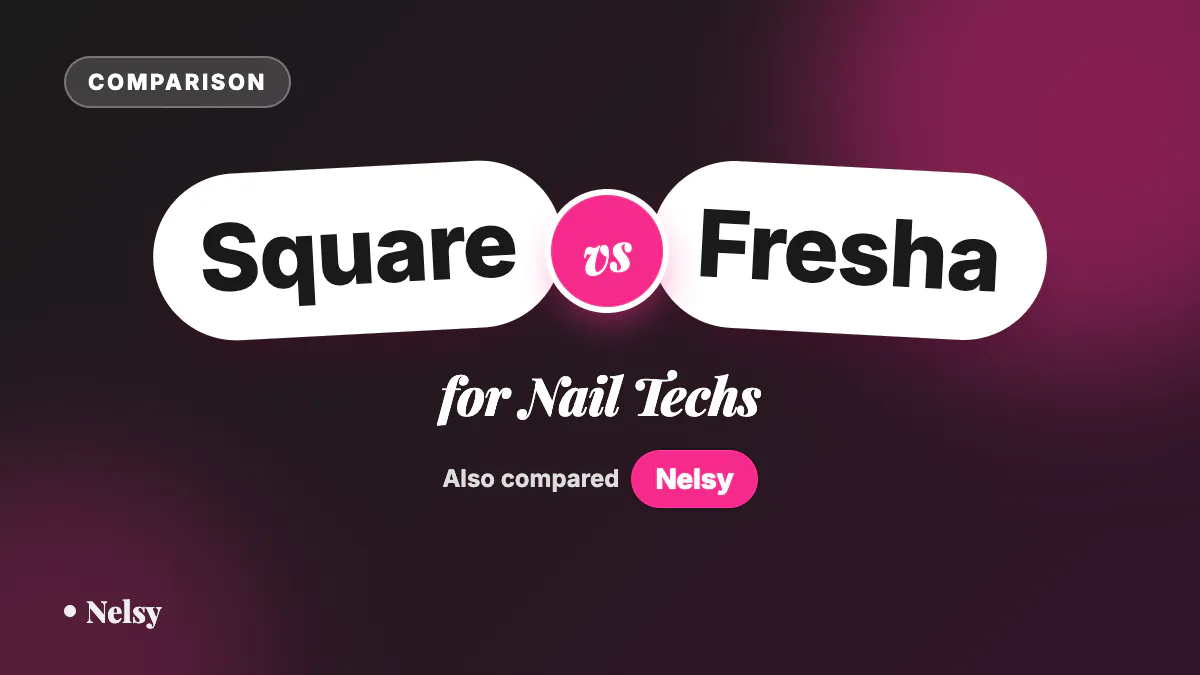 COMPARISON
Square vs Fresha
for Nail Techs
Also compared Nelsy
• Nelsy